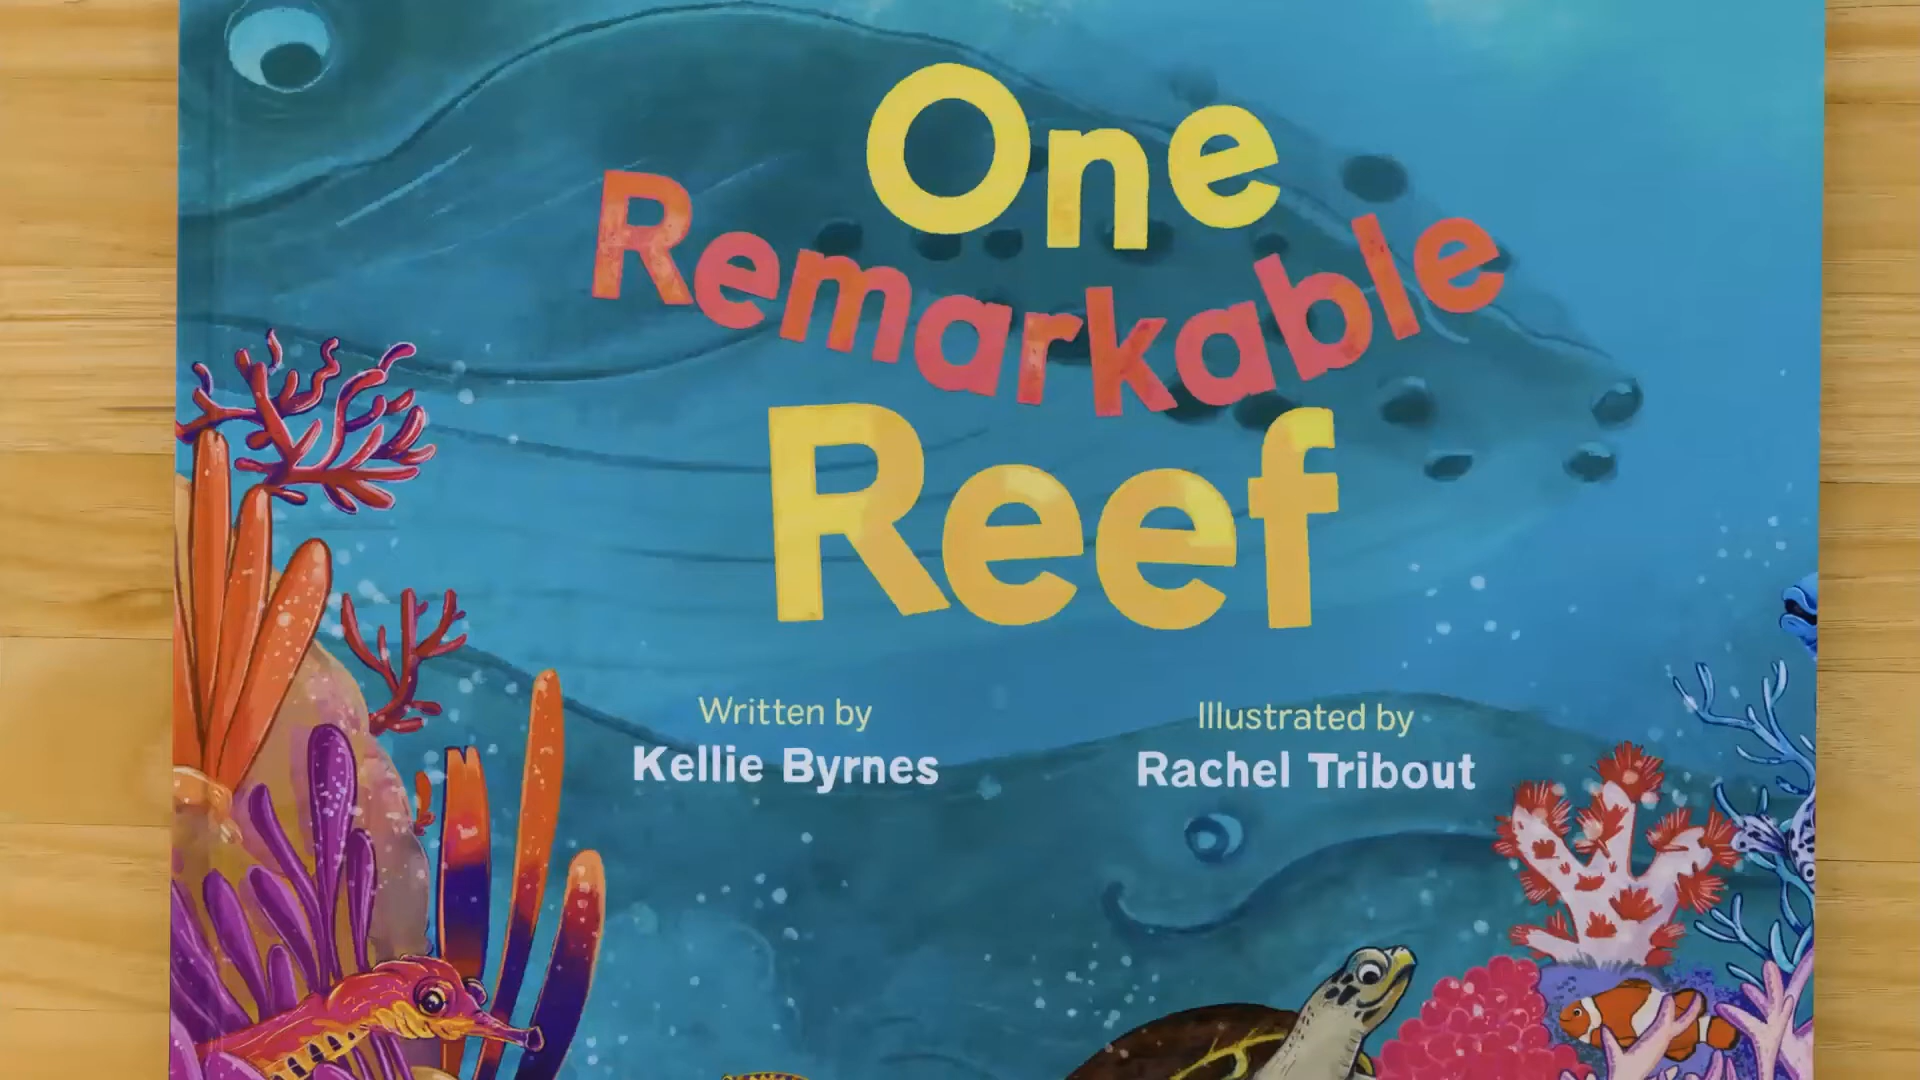 One
Remarkable
Reef
Written by
Kellie Byrnes
Illustrated by
Rachel Tribout